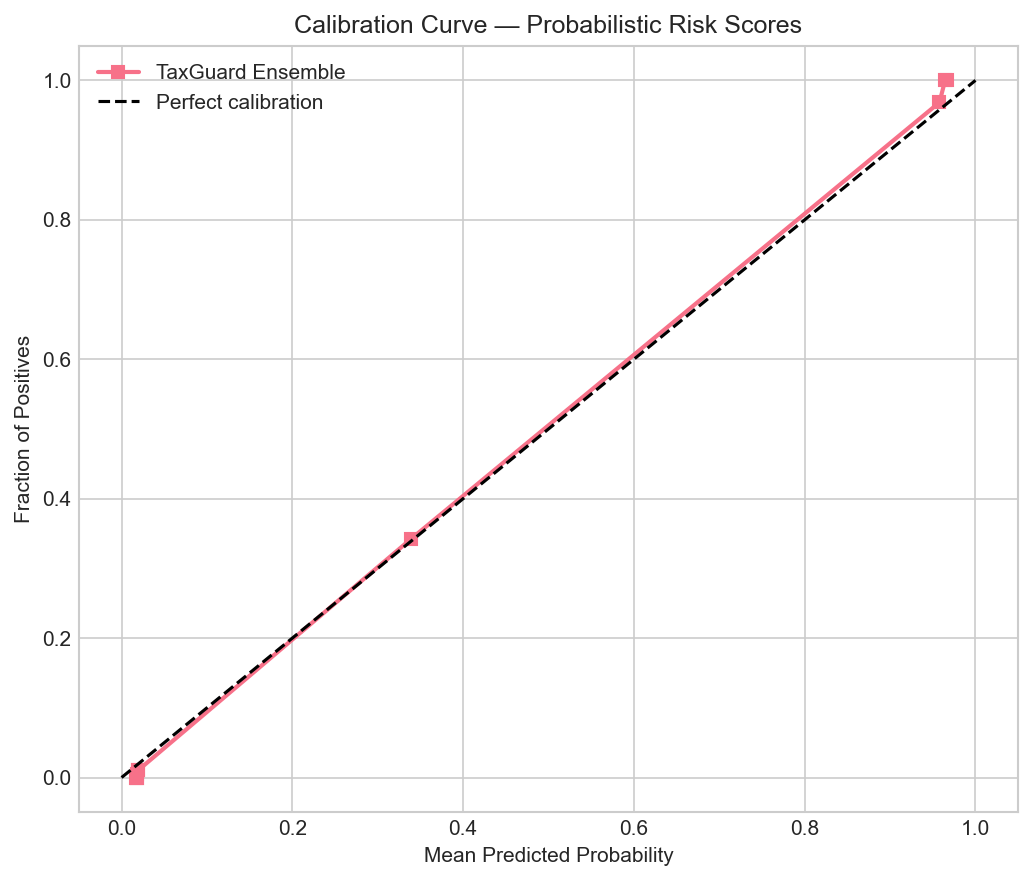 Calibration Curve — Probabilistic Risk Scores
TaxGuard Ensemble
Perfect calibration
1.0
0.8
0.6
0.4
0.2
0.0
Fraction of Positives
0.0 0.2 0.4 0.6 0.8 1.0
Mean Predicted Probability